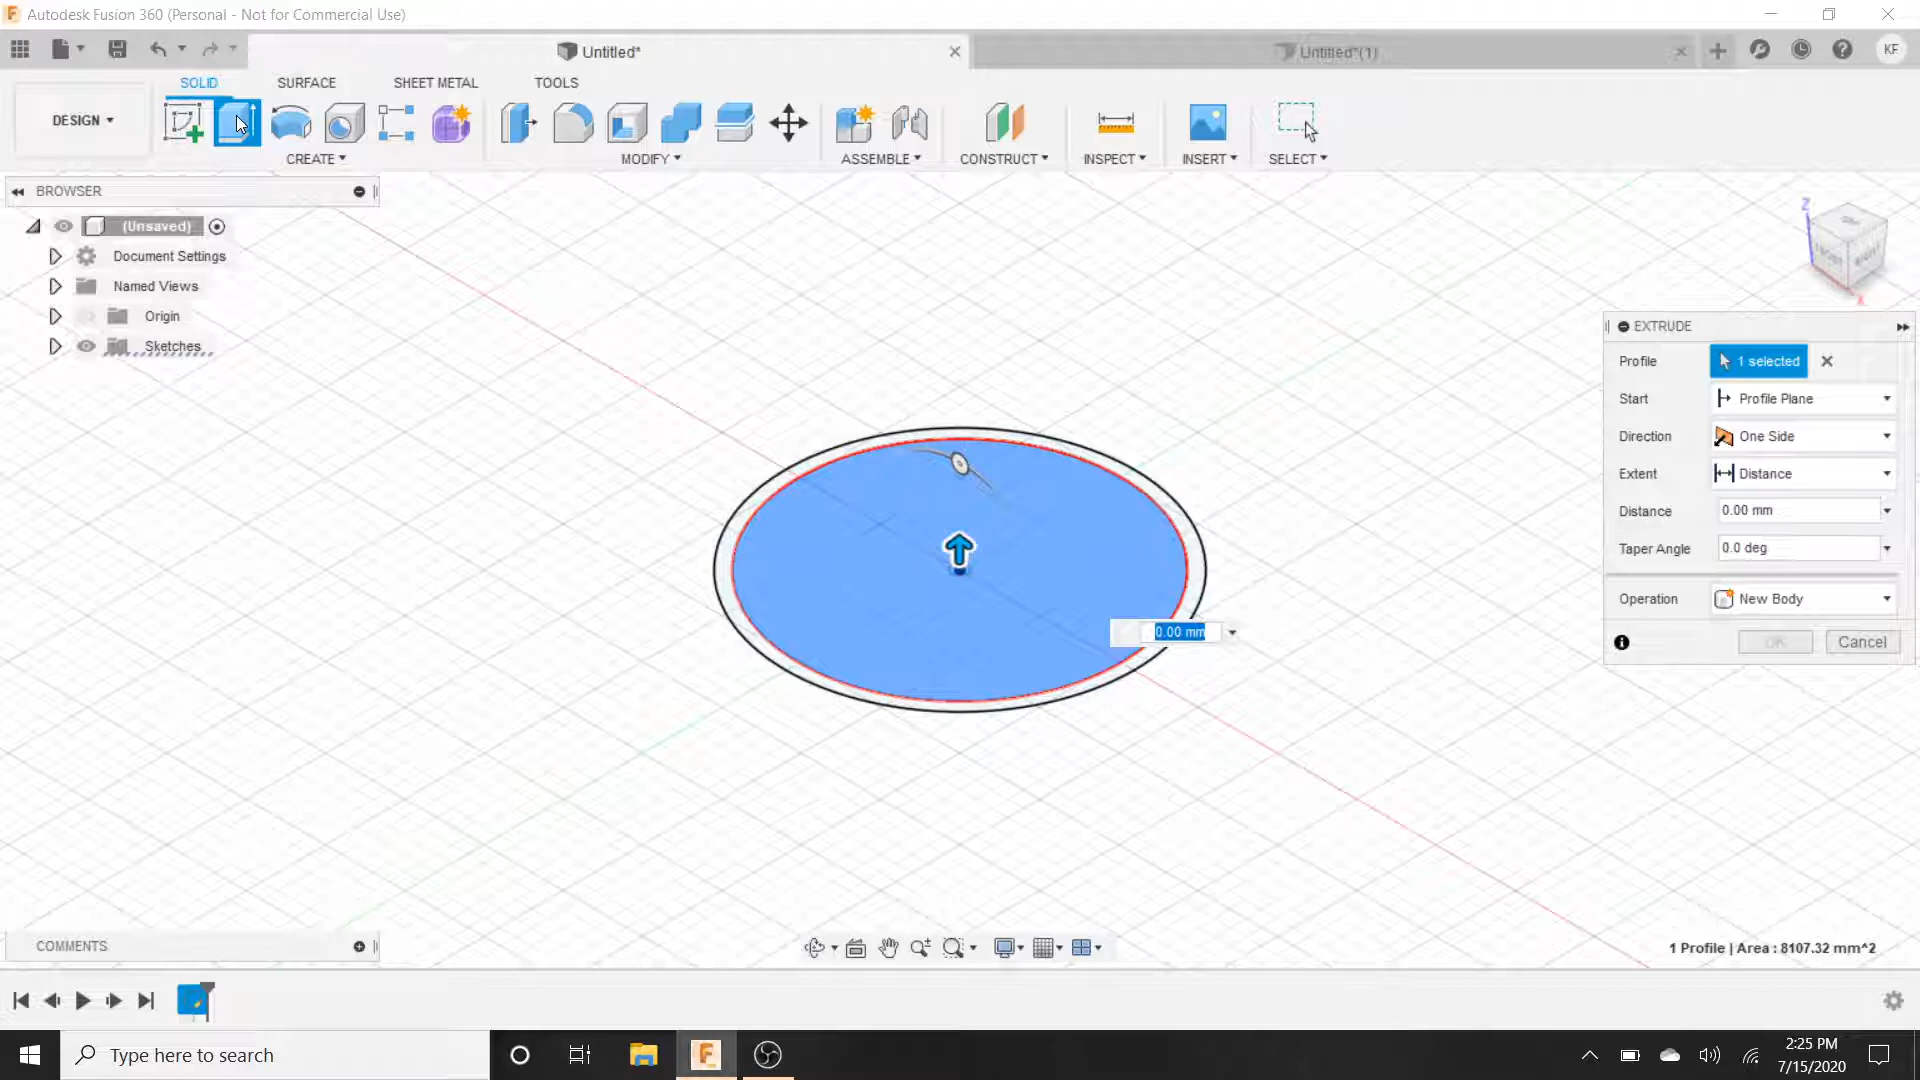 Autodesk Fusion 360 (Personal - Not for Commercial Use)
Untitled*
Untitled*(1)
KF
SOLID
SURFACE
SHEET METAL
TOOLS
DESIGN
CREATE
MODIFY
ASSEMBLE
CONSTRUCT
INSPECT
INSERT
SELECT
BROWSER
(Unsaved)
Document Settings
Named Views
Origin
Sketches
Z
FRONT
RIGHT
X
EXTRUDE
Profile
1 selected
Start
Profile Plane
Direction
One Side
Extent
Distance
Distance
0.00 mm
Taper Angle
0.0 deg
Operation
New Body
OK
Cancel
0.00 mm
COMMENTS
1 Profile | Area : 8107.32 mm^2
Type here to search
2:25 PM
7/15/2020